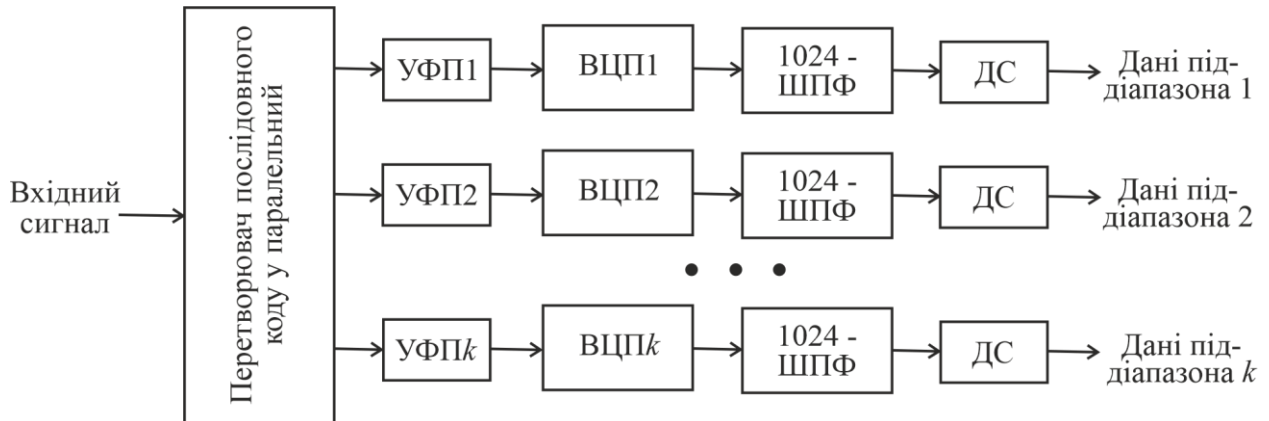 Вхідний
сигнал
Перетворювач послідовного
коду у паралельний
УФП1
ВЦП1
1024 -
ШПФ
ДС
Дані під-
діапазона 1
УФП2
ВЦП2
1024 -
ШПФ
ДС
Дані під-
діапазона 2
• • •
УФПk
ВЦПk
1024 -
ШПФ
ДС
Дані під-
діапазона k